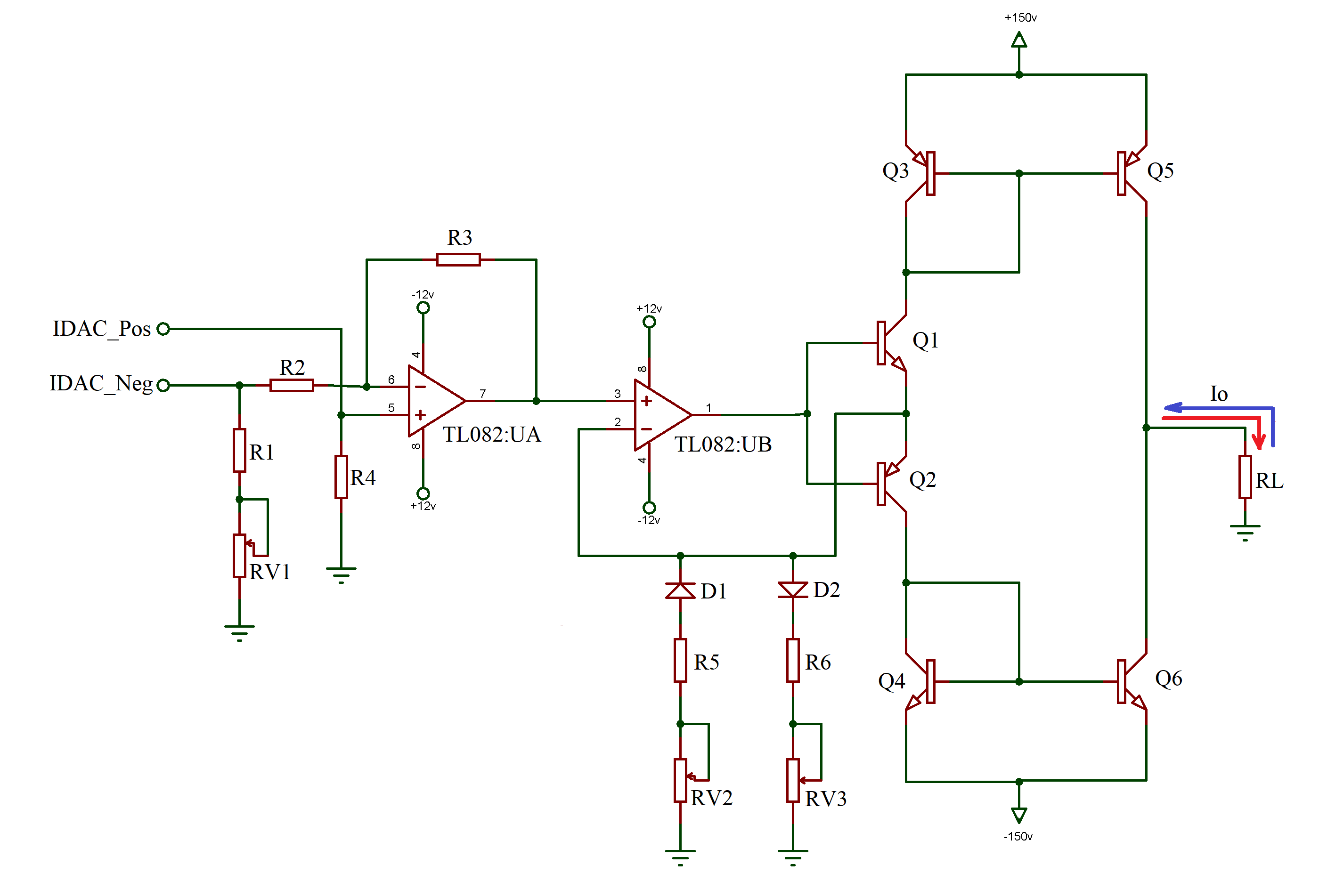 +150v
Q3
Q5
R3
-12v
+12v
IDAC_Pos
IDAC_Neg
R2
4
6
5
7
8
TL082:UA
+12v
8
3
2
1
4
TL082:UB
-12v
Q1
Q2
Io
RL
R1
R4
RV1
D1
D2
R5
R6
RV2
RV3
Q4
Q6
-150v